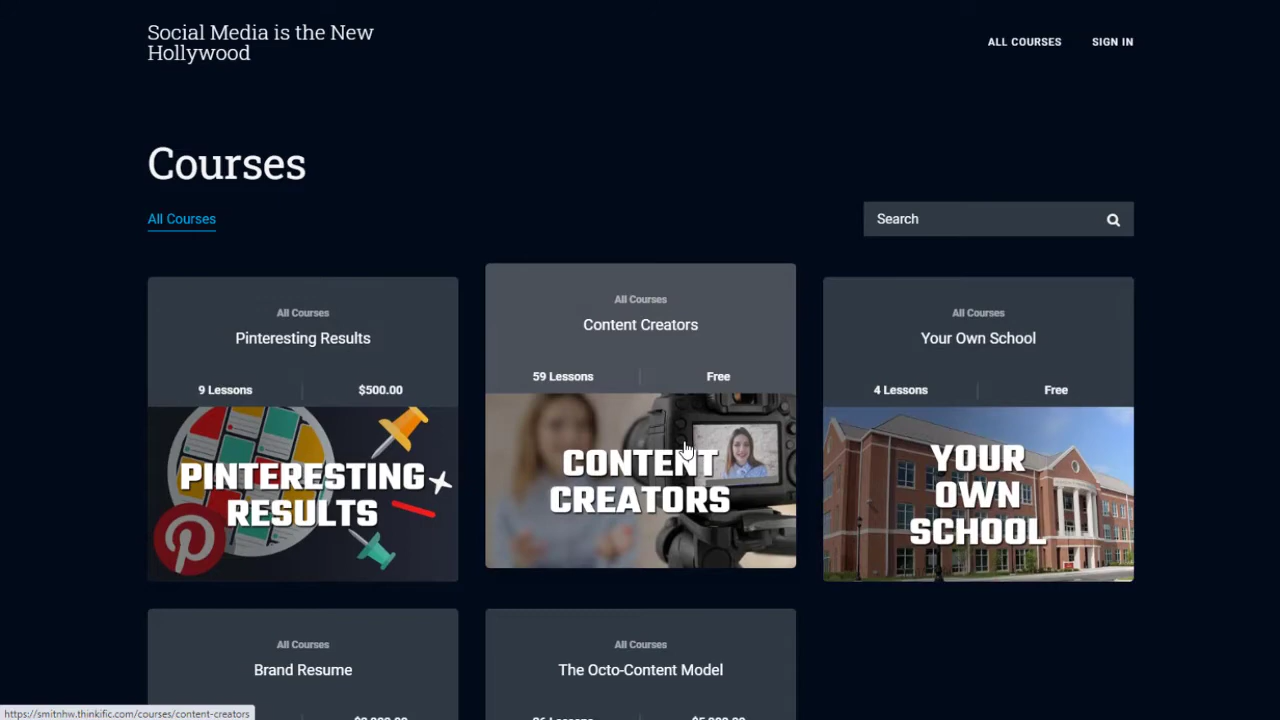 Social Media is the New
Hollywood
ALL COURSES
SIGN IN
Courses
All Courses
Search
All Courses
Pinteresting Results
9 Lessons
$500.00
PINTERESTING
RESULTS
All Courses
Content Creators
59 Lessons
Free
CONTENT
CREATORS
All Courses
Your Own School
4 Lessons
Free
YOUR
OWN
SCHOOL
All Courses
Brand Resume
All Courses
The Octo-Content Model
https://smitnhw.thinkific.com/courses/content-creators